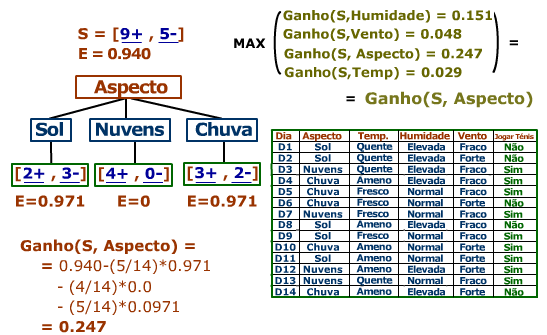 S = [9+ , 5-]
E = 0.940
MAX
Ganho(S,Humidade) = 0.151
Ganho(S,Vento) = 0.048
Ganho(S, Aspecto) = 0.247
Ganho(S,Temp) = 0.029
=
= Ganho(S, Aspecto)
Aspecto
Sol Nuvens Chuva
[2+ , 3-] [4+ , 0-] [3+ , 2-]
E=0.971 E=0 E=0.971
Ganho(S, Aspecto) =
= 0.940-(5/14)*0.971
- (4/14)*0.0
- (5/14)*0.0971
= 0.247
Dia Aspecto Temp. Humidade Vento Jogar Ténis
D1 Sol Quente Elevada Fraco Não
D2 Sol Quente Elevada Forte Não
D3 Nuvens Quente Elevada Fraco Sim
D4 Chuva Ameno Elevada Fraco Sim
D5 Chuva Fresco Normal Fraco Sim
D6 Chuva Fresco Normal Forte Não
D7 Nuvens Fresco Normal Fraco Sim
D8 Sol Ameno Elevada Fraco Não
D9 Sol Fresco Normal Fraco Sim
D10 Chuva Ameno Normal Forte Sim
D11 Sol Ameno Normal Forte Sim
D12 Nuvens Ameno Elevada Forte Sim
D13 Nuvens Quente Normal Fraco Sim
D14 Chuva Ameno Elevada Forte Não